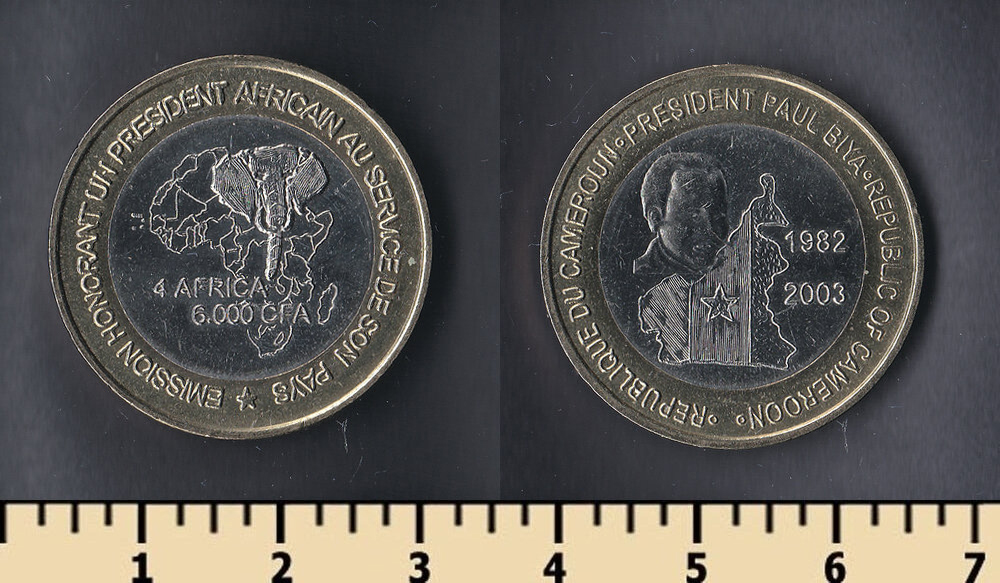 EMISSION HONORANT UN PRESIDENT AFRICAIN AU SERVICE DE SON PAYS
4 AFRICA
6.000 CFA
REPUBLIQUE DU CAMEROUN • PRESIDENT PAUL BIYA • REPUBLIC OF CAMEROON •
1982
2003
1 2 3 4 5 6 7